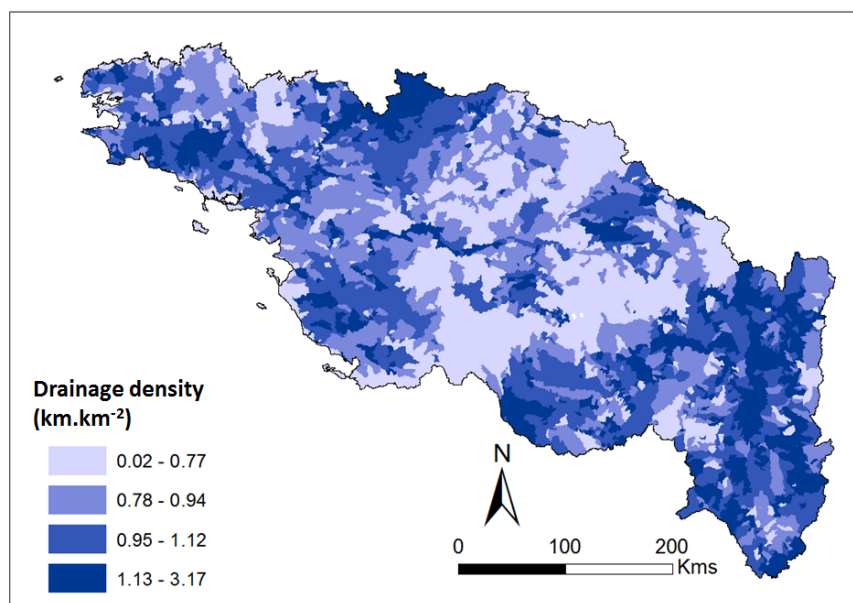 Drainage density
(km.km⁻²)
0.02 - 0.77
0.78 - 0.94
0.95 - 1.12
1.13 - 3.17
N
0 100 200
Kms